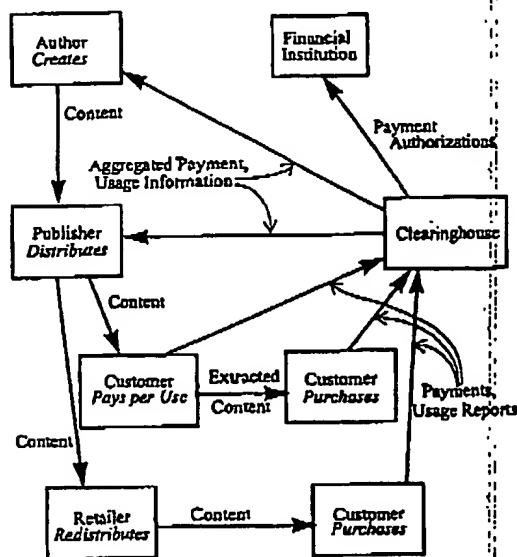 Author
Creates
Financial
Institution
Content
Payment
Authorizations
Aggregated Payment,
Usage Information
Publisher
Distributes
Clearinghouse
Content
Customer
Pays per Use
Extracted
Content
Customer
Purchases
Payments,
Usage Reports
Content
Retailer
Redistributes
Content
Customer
Purchases